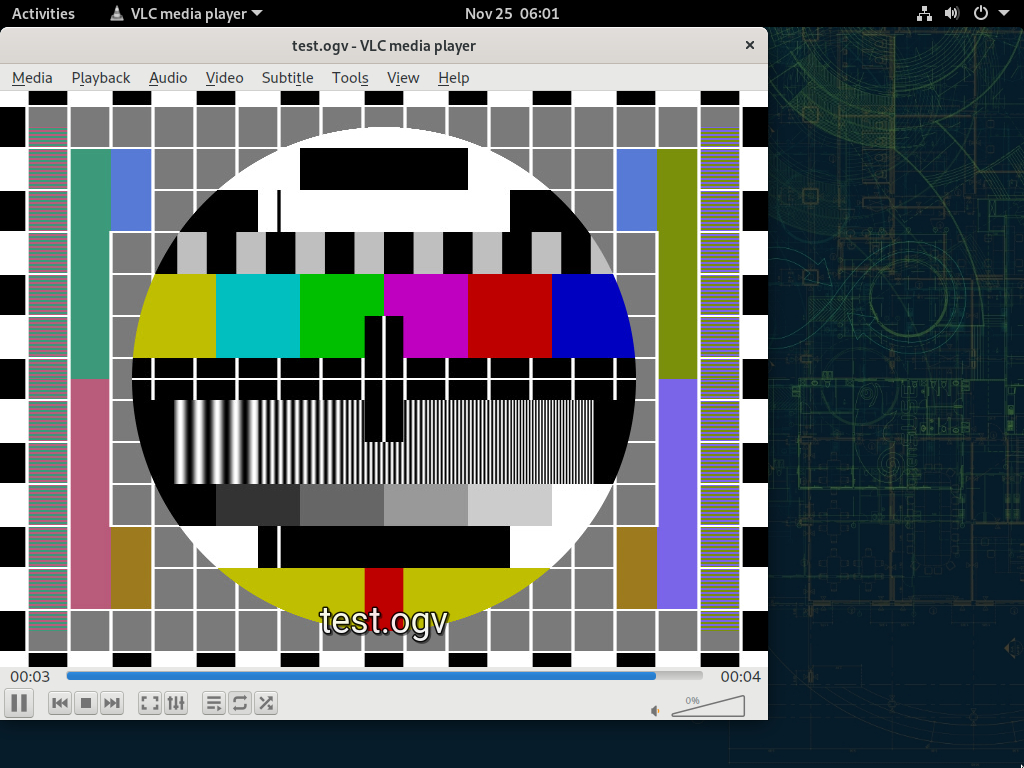 Activities
VLC media player
Nov 25 06:01
test.ogv - VLC media player
Media Playback Audio Video Subtitle Tools View Help
test.ogv
00:03
00:04
0%